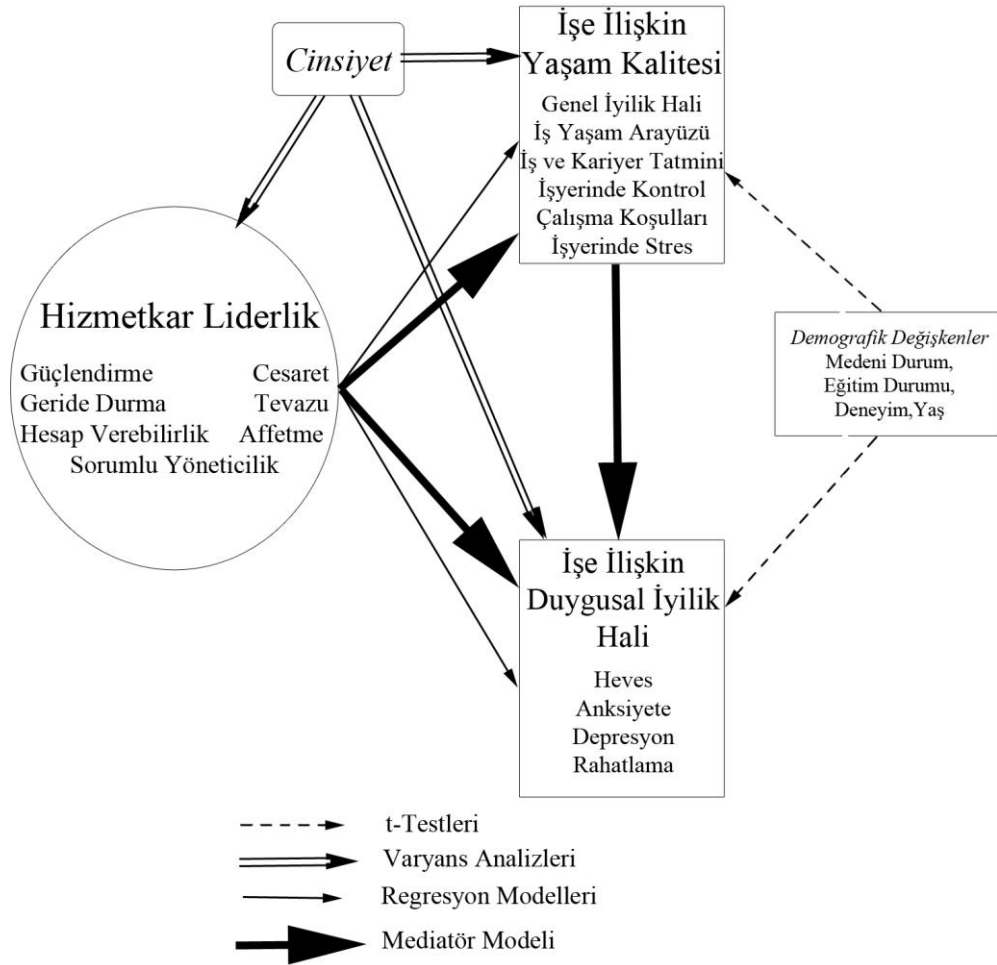 Cinsiyet
İşe İlişkin
Yaşam Kalitesi
Genel İyilik Hali
İş Yaşam Arayüzü
İş ve Kariyer Tatmini
İşyerinde Kontrol
Çalışma Koşulları
İşyerinde Stres
Hizmetkar Liderlik
Güçlendirme Cesaret
Geride Durma Tevazu
Hesap Verebilirlik Affetme
Sorumlu Yöneticilik
Demografik Değişkenler
Medeni Durum,
Eğitim Durumu,
Deneyim,Yaş
İşe İlişkin
Duygusal İyilik
Hali
Heves
Anksiyete
Depresyon
Rahatlama
t-Testleri
Varyans Analizleri
Regresyon Modelleri
Mediatör Modeli